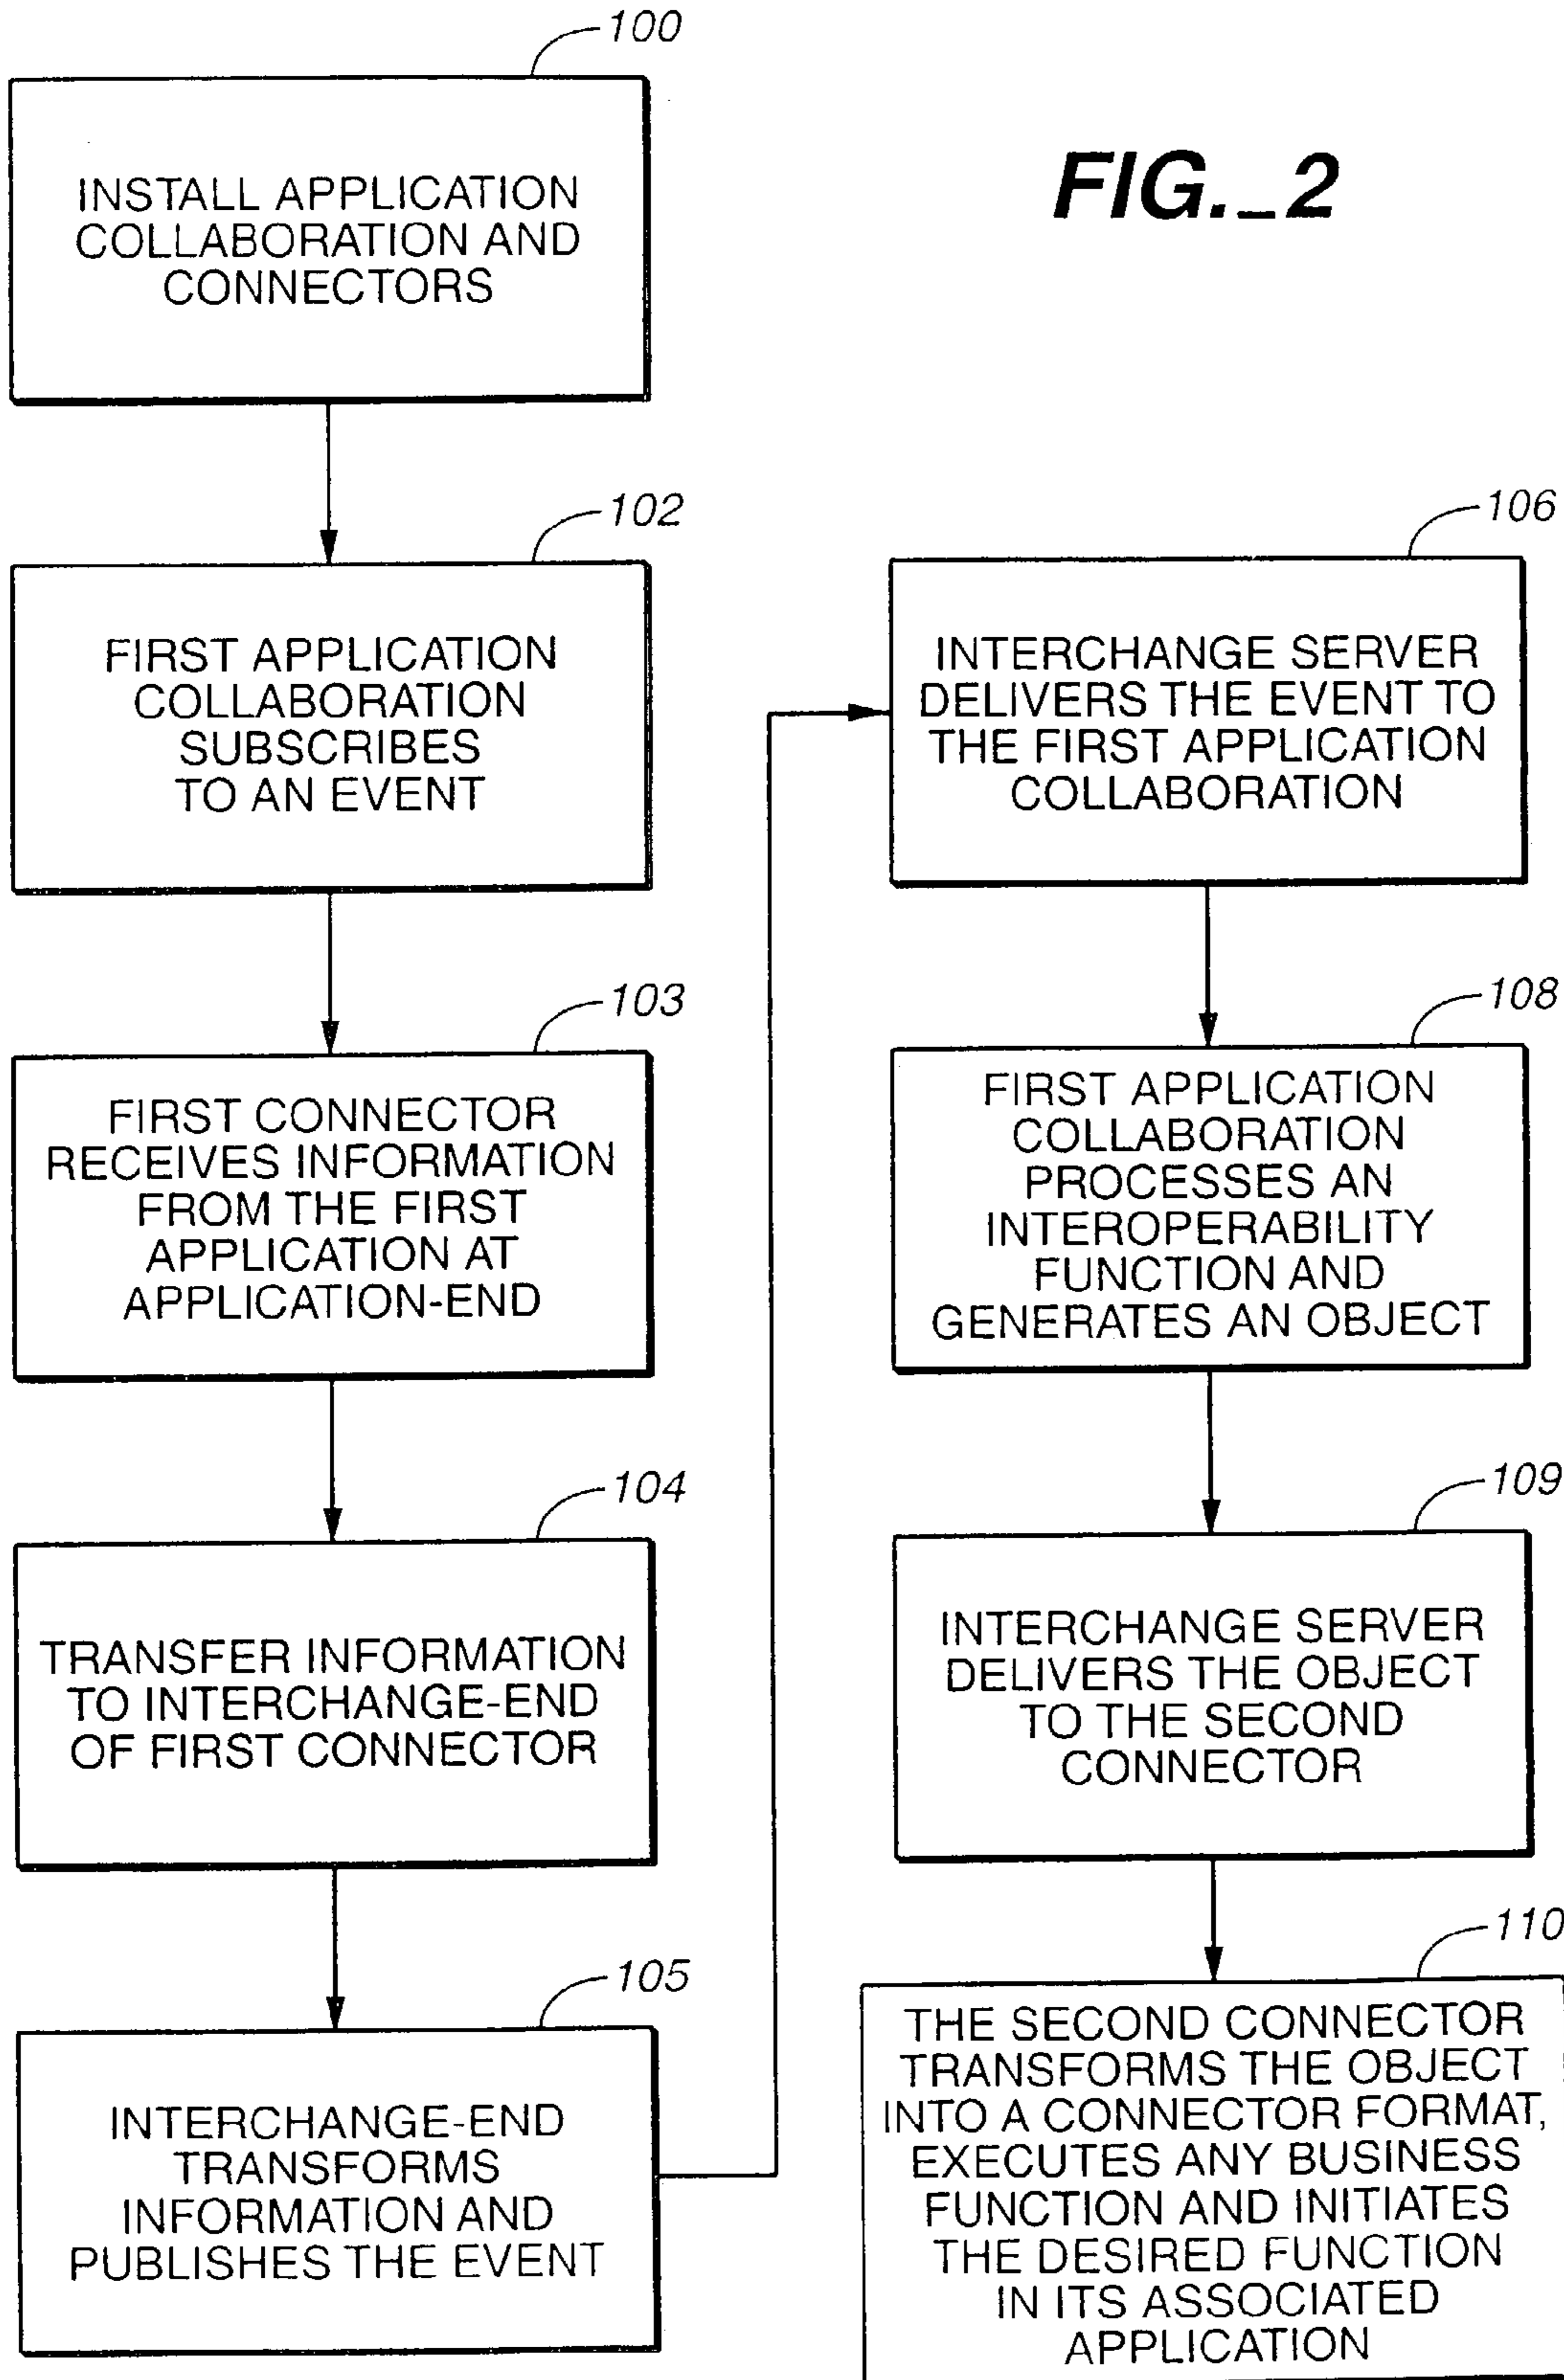 FIG._2
100
INSTALL APPLICATION
COLLABORATION AND
CONNECTORS
102
FIRST APPLICATION
COLLABORATION
SUBSCRIBES
TO AN EVENT
103
FIRST CONNECTOR
RECEIVES INFORMATION
FROM THE FIRST
APPLICATION AT
APPLICATION-END
104
TRANSFER INFORMATION
TO INTERCHANGE-END
OF FIRST CONNECTOR
105
INTERCHANGE-END
TRANSFORMS
INFORMATION AND
PUBLISHES THE EVENT
106
INTERCHANGE SERVER
DELIVERS THE EVENT TO
THE FIRST APPLICATION
COLLABORATION
108
FIRST APPLICATION
COLLABORATION
PROCESSES AN
INTEROPERABILITY
FUNCTION AND
GENERATES AN OBJECT
109
INTERCHANGE SERVER
DELIVERS THE OBJECT
TO THE SECOND
CONNECTOR
110
THE SECOND CONNECTOR
TRANSFORMS THE OBJECT
INTO A CONNECTOR FORMAT,
EXECUTES ANY BUSINESS
FUNCTION AND INITIATES
THE DESIRED FUNCTION
IN ITS ASSOCIATED
APPLICATION